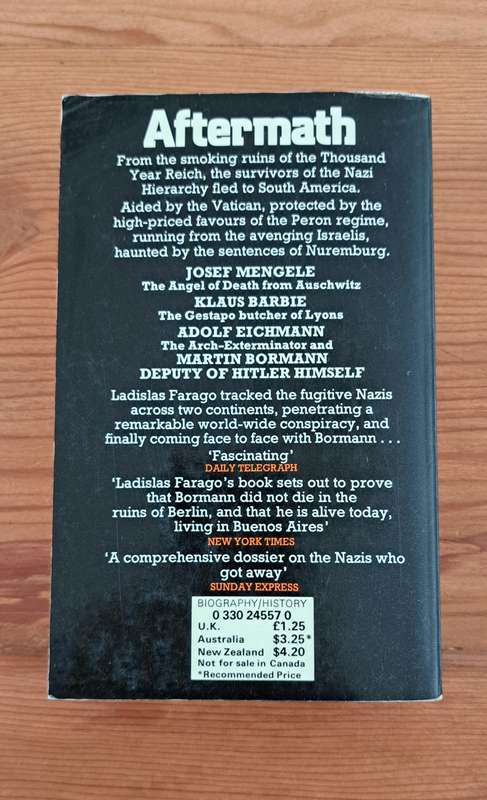 Aftermath
From the smoking ruins of the Thousand
Year Reich, the survivors of the Nazi
Hierarchy fled to South America.
Aided by the Vatican, protected by the
high-priced favours of the Peron regime,
running from the avenging Israelis,
haunted by the sentences of Nuremburg.
JOSEF MENGELE
The Angel of Death from Auschwitz
KLAUS BARBIE
The Gestapo butcher of Lyons
ADOLF EICHMANN
The Arch-Exterminator and
MARTIN BORMANN
DEPUTY OF HITLER HIMSELF
Ladislas Farago tracked the fugitive Nazis
across two continents, penetrating a
remarkable world-wide conspiracy, and
finally coming face to face with Bormann . . .
'Fascinating'
DAILY TELEGRAPH
'Ladislas Farago's book sets out to prove
that Bormann did not die in the
ruins of Berlin, and that he is alive today,
living in Buenos Aires'
NEW YORK TIMES
'A comprehensive dossier on the Nazis who
got away'
SUNDAY EXPRESS
BIOGRAPHY/HISTORY
0 330 24557 0
U.K. £1.25
Australia $3.25*
New Zealand $4.20
Not for sale in Canada
*Recommended Price